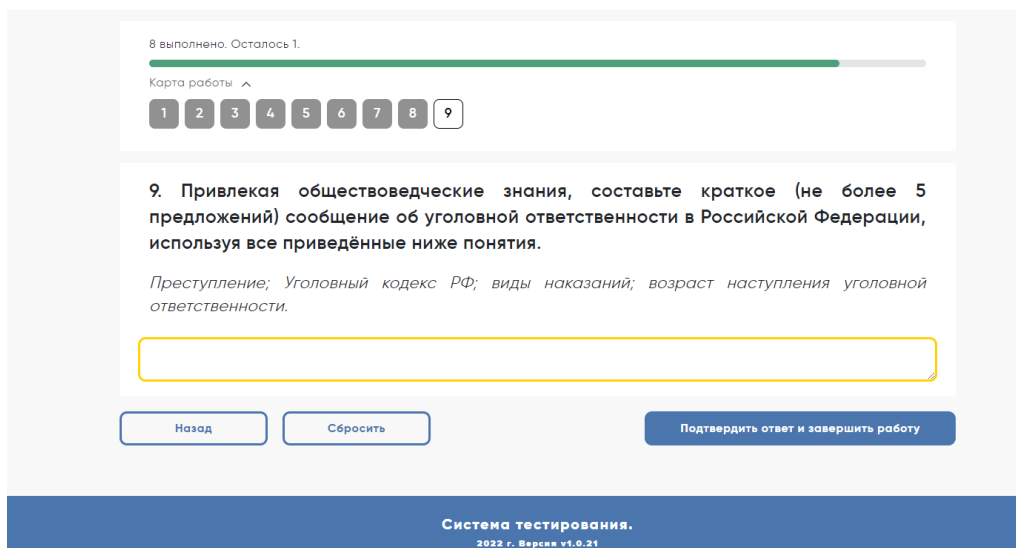 8 выполнено. Осталось 1.
Карта работы
1 2 3 4 5 6 7 8 9
9. Привлекая обществоведческие знания, составьте краткое (не более 5
предложений) сообщение об уголовной ответственности в Российской Федерации,
используя все приведённые ниже понятия.
Преступление; Уголовный кодекс РФ; виды наказаний; возраст наступления уголовной
ответственности.
Назад Сбросить Подтвердить ответ и завершить работу
Система тестирования.
2022 г. Версия v1.0.21